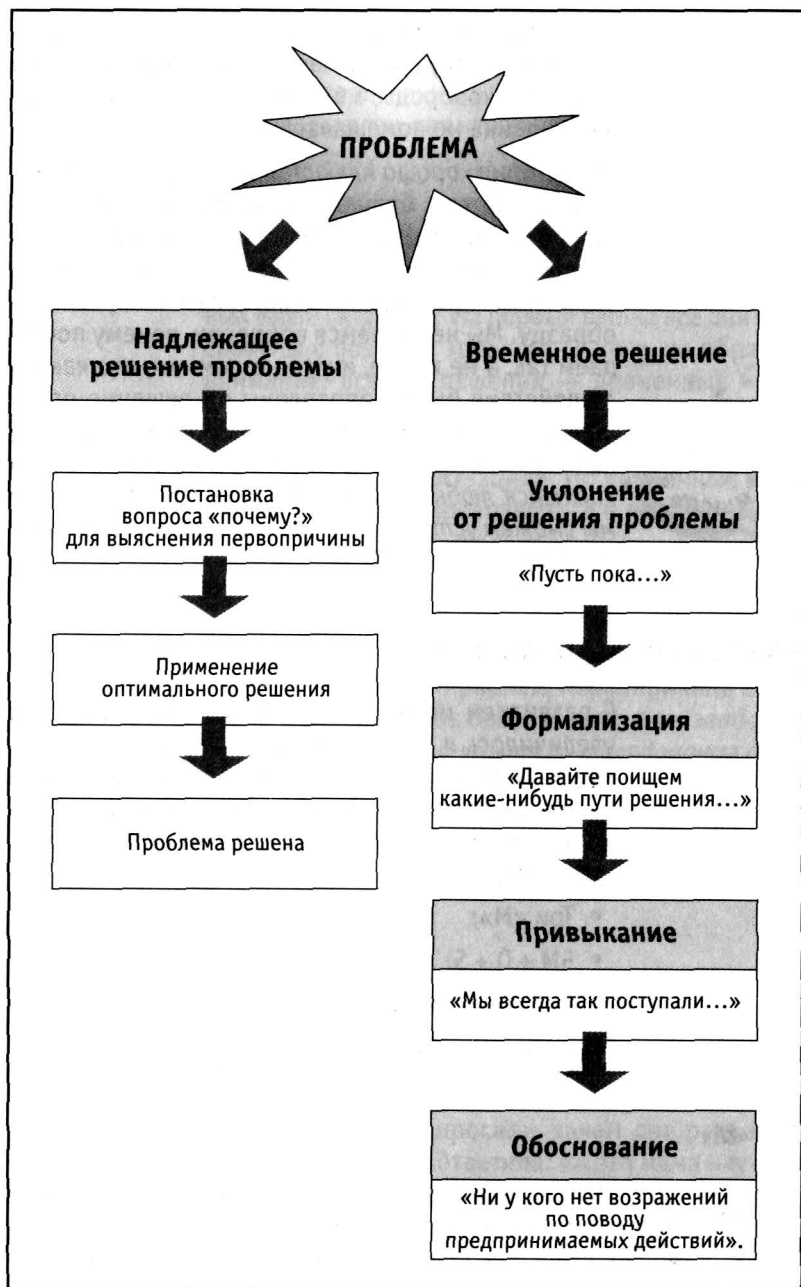 ПРОБЛЕМА
Надлежащее
решение проблемы
Постановка
вопроса «почему?»
для выяснения первопричины
Применение
оптимального решения
Проблема решена
Временное решение
Уклонение
от решения проблемы
«Пусть пока...»
Формализация
«Давайте поищем
какие-нибудь пути решения...»
Привыкание
«Мы всегда так поступали...»
Обоснование
«Ни у кого нет возражений
по поводу
предпринимаемых действий».